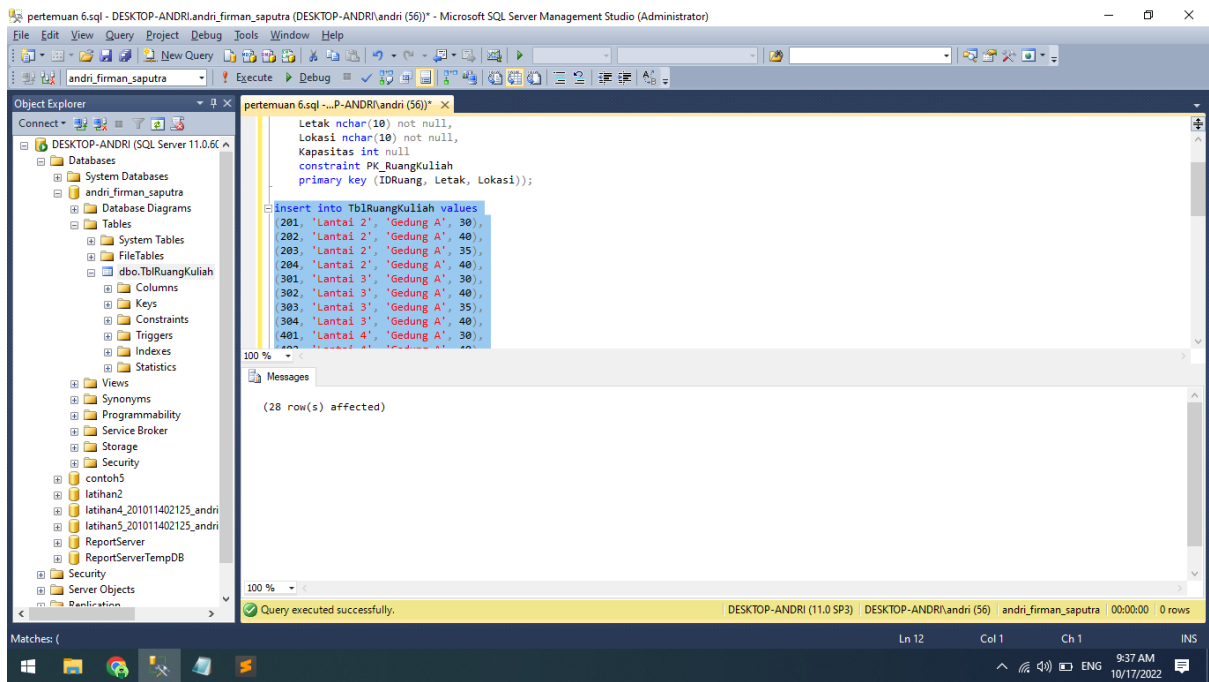 pertemuan 6.sql - DESKTOP-ANDRI.andri_firman_saputra (DESKTOP-ANDRI\andri (56))* - Microsoft SQL Server Management Studio (Administrator)
File Edit View Query Project Debug Tools Window Help
New Query
andri_firman_saputra Execute Debug
Object Explorer
Connect
DESKTOP-ANDRI (SQL Server 11.0.60
Databases
System Databases
andri_firman_saputra
Database Diagrams
Tables
System Tables
FileTables
dbo.TblRuangKuliah
Columns
Keys
Constraints
Triggers
Indexes
Statistics
Views
Synonyms
Programmability
Service Broker
Storage
Security
contoh5
latihan2
latihan4_201011402125_andri
latihan5_201011402125_andri
ReportServer
ReportServerTempDB
Security
Server Objects
Replication
pertemuan 6.sql -...P-ANDRI\andri (56))*
Letak nchar(10) not null,
Lokasi nchar(10) not null,
Kapasitas int null
constraint PK_RuangKuliah
primary key (IDRuang, Letak, Lokasi));
insert into TblRuangKuliah values
(201, 'Lantai 2', 'Gedung A', 30),
(202, 'Lantai 2', 'Gedung A', 40),
(203, 'Lantai 2', 'Gedung A', 35),
(204, 'Lantai 2', 'Gedung A', 40),
(301, 'Lantai 3', 'Gedung A', 30),
(302, 'Lantai 3', 'Gedung A', 40),
(303, 'Lantai 3', 'Gedung A', 35),
(304, 'Lantai 3', 'Gedung A', 40),
(401, 'Lantai 4', 'Gedung A', 30),
(402, 'Lantai 4', 'Gedung A', 40),
100 %
Messages
(28 row(s) affected)
100 %
Query executed successfully. DESKTOP-ANDRI (11.0 SP3) DESKTOP-ANDRI\andri (56) andri_firman_saputra 00:00:00 0 rows
Matches: ( Ln 12 Col 1 Ch 1 INS
ENG 9:37 AM
10/17/2022